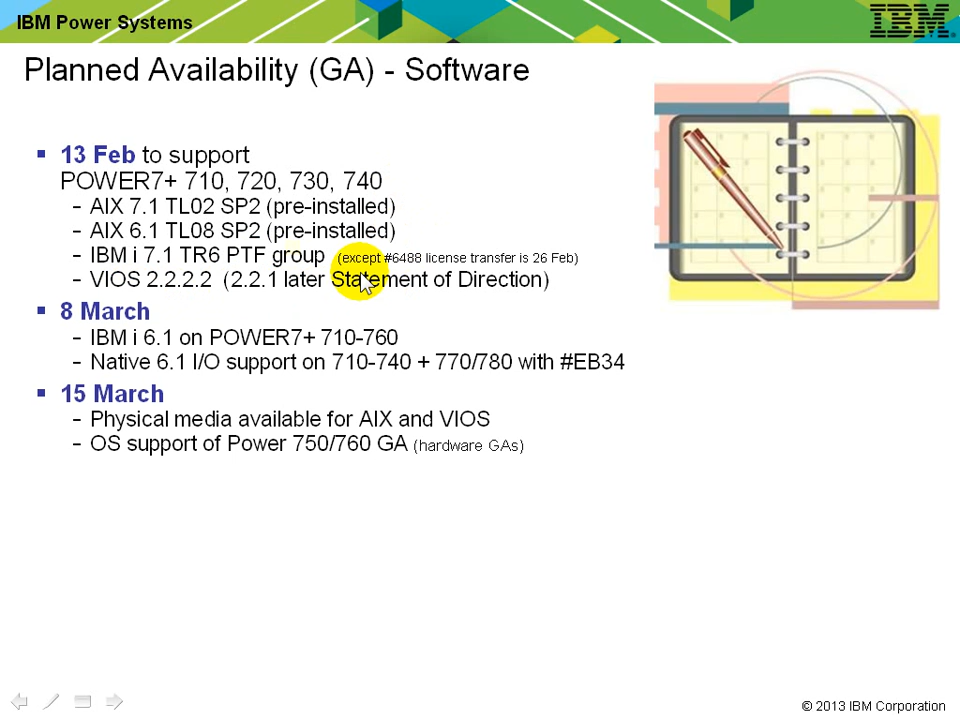 IBM Power Systems
IBM
Planned Availability (GA) - Software
▪ 13 Feb to support
POWER7+ 710, 720, 730, 740
- AIX 7.1 TL02 SP2 (pre-installed)
- AIX 6.1 TL08 SP2 (pre-installed)
- IBM i 7.1 TR6 PTF group (except #6488 license transfer is 26 Feb)
- VIOS 2.2.2.2 (2.2.1 later Statement of Direction)
▪ 8 March
- IBM i 6.1 on POWER7+ 710-760
- Native 6.1 I/O support on 710-740 + 770/780 with #EB34
▪ 15 March
- Physical media available for AIX and VIOS
- OS support of Power 750/760 GA (hardware GAs)
© 2013 IBM Corporation